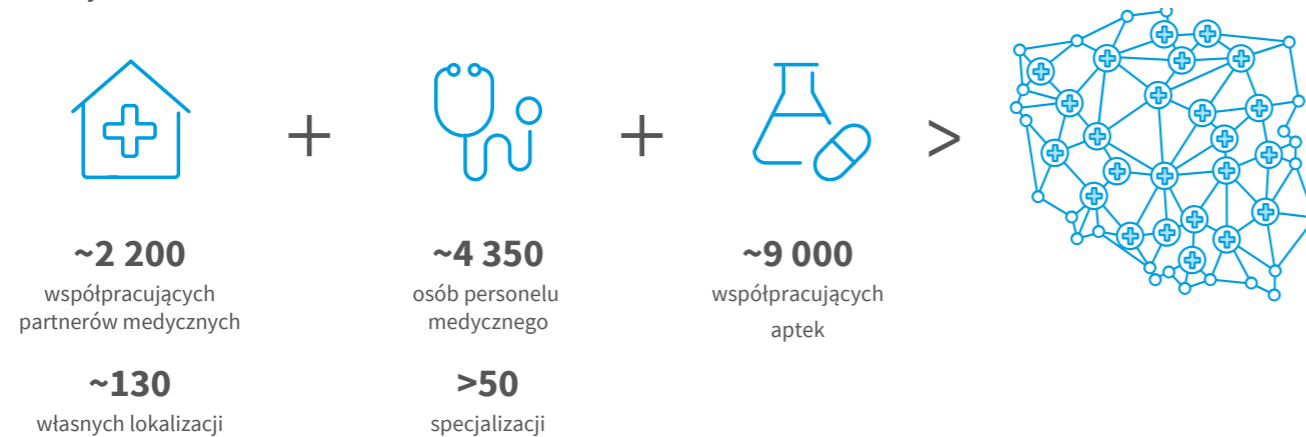 + + >
~2 200
współpracujących
partnerów medycznych
~4 350
osób personelu
medycznego
~9 000
współpracujących
aptek
~130
własnych lokalizacji
>50
specjalizacji